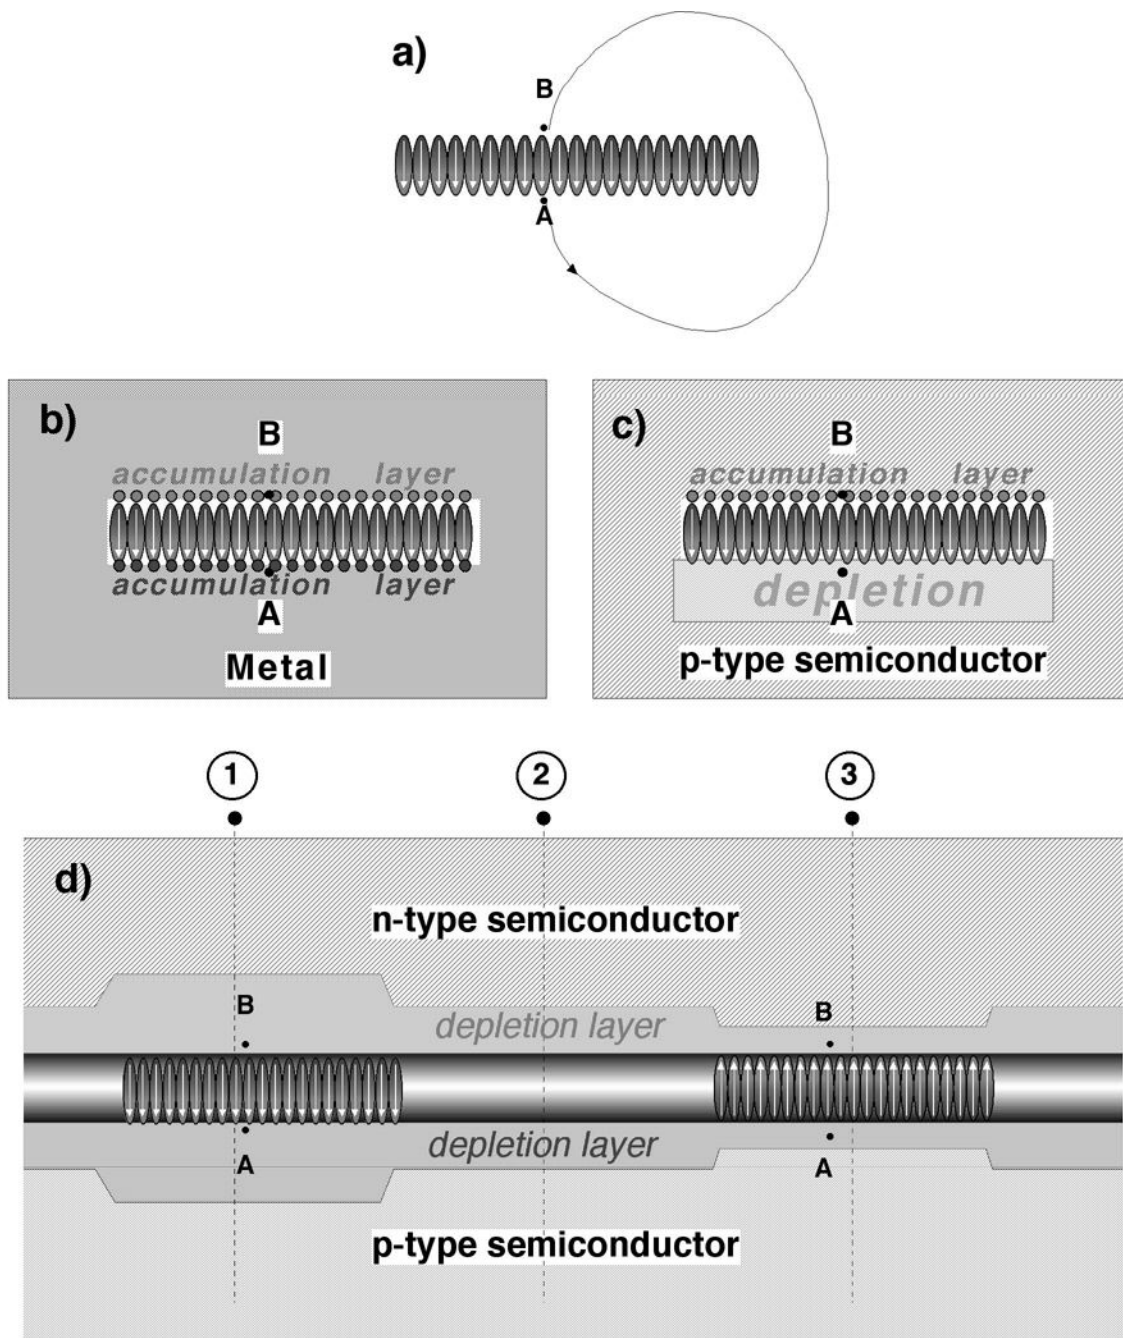 a)
B
A
b)
B
accumulation layer
accumulation layer
A
Metal
c)
B
accumulation layer
depletion
A
p-type semiconductor
1
2
3
d)
n-type semiconductor
B
depletion layer
B
depletion layer
A
A
p-type semiconductor